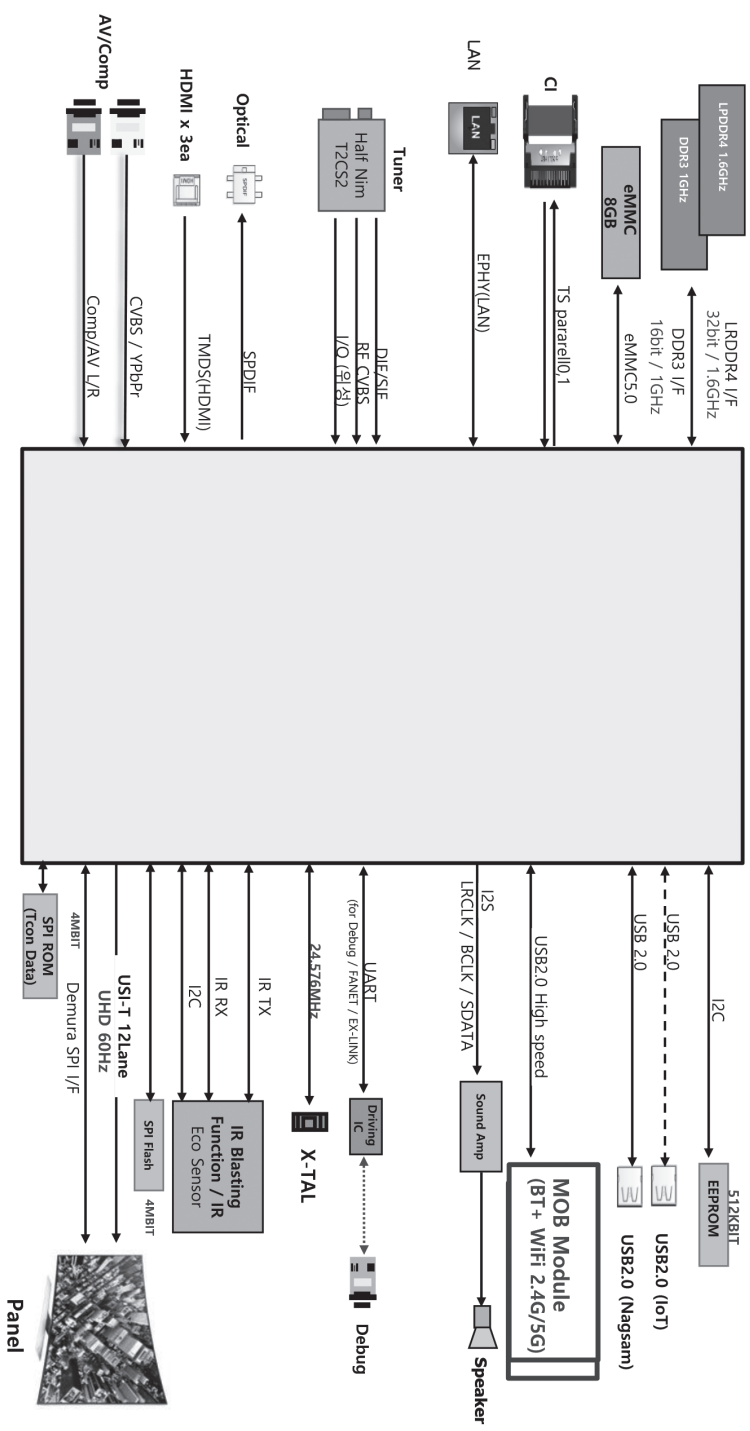 LPDDR4 1.6GHz
DDR3 1GHz
LRDDR4 I/F
32bit / 1.6GHz
DDR3 I/F
16bit / 1GHz
eMMC
8GB
eMMC5.0
CI
TS pararell0,1
LAN
LAN
EPHY(LAN)
Tuner
Half Nim
T2CS2
DIF/SIF
RF CVBS
I/Q (위성)
Optical
SPDIF
SPDIF
HDMI x 3ea
HDMI
TMDS(HDMI)
AV/Comp
CVBS / YPbPr
Comp/AV L/R
I2C
512KBIT
EEPROM
USB 2.0
USB2.0 (IoT)
USB 2.0
USB2.0 (Nagsam)
USB2.0 High speed
MOB Module
(BT+ WiFi 2.4G/5G)
I2S
LRCLK / BCLK / SDATA
Sound Amp
Speaker
UART
(for Debug / FANET / EX-LINK)
Driving
IC
Debug
24.576MHz
X-TAL
IR TX
IR RX
I2C
IR Blasting
Function / IR
Eco Sensor
SPI Flash
4MBIT
USI-T 12Lane
UHD 60Hz
Demura SPI I/F
Panel
4MBIT
SPI ROM
(Tcon Data)